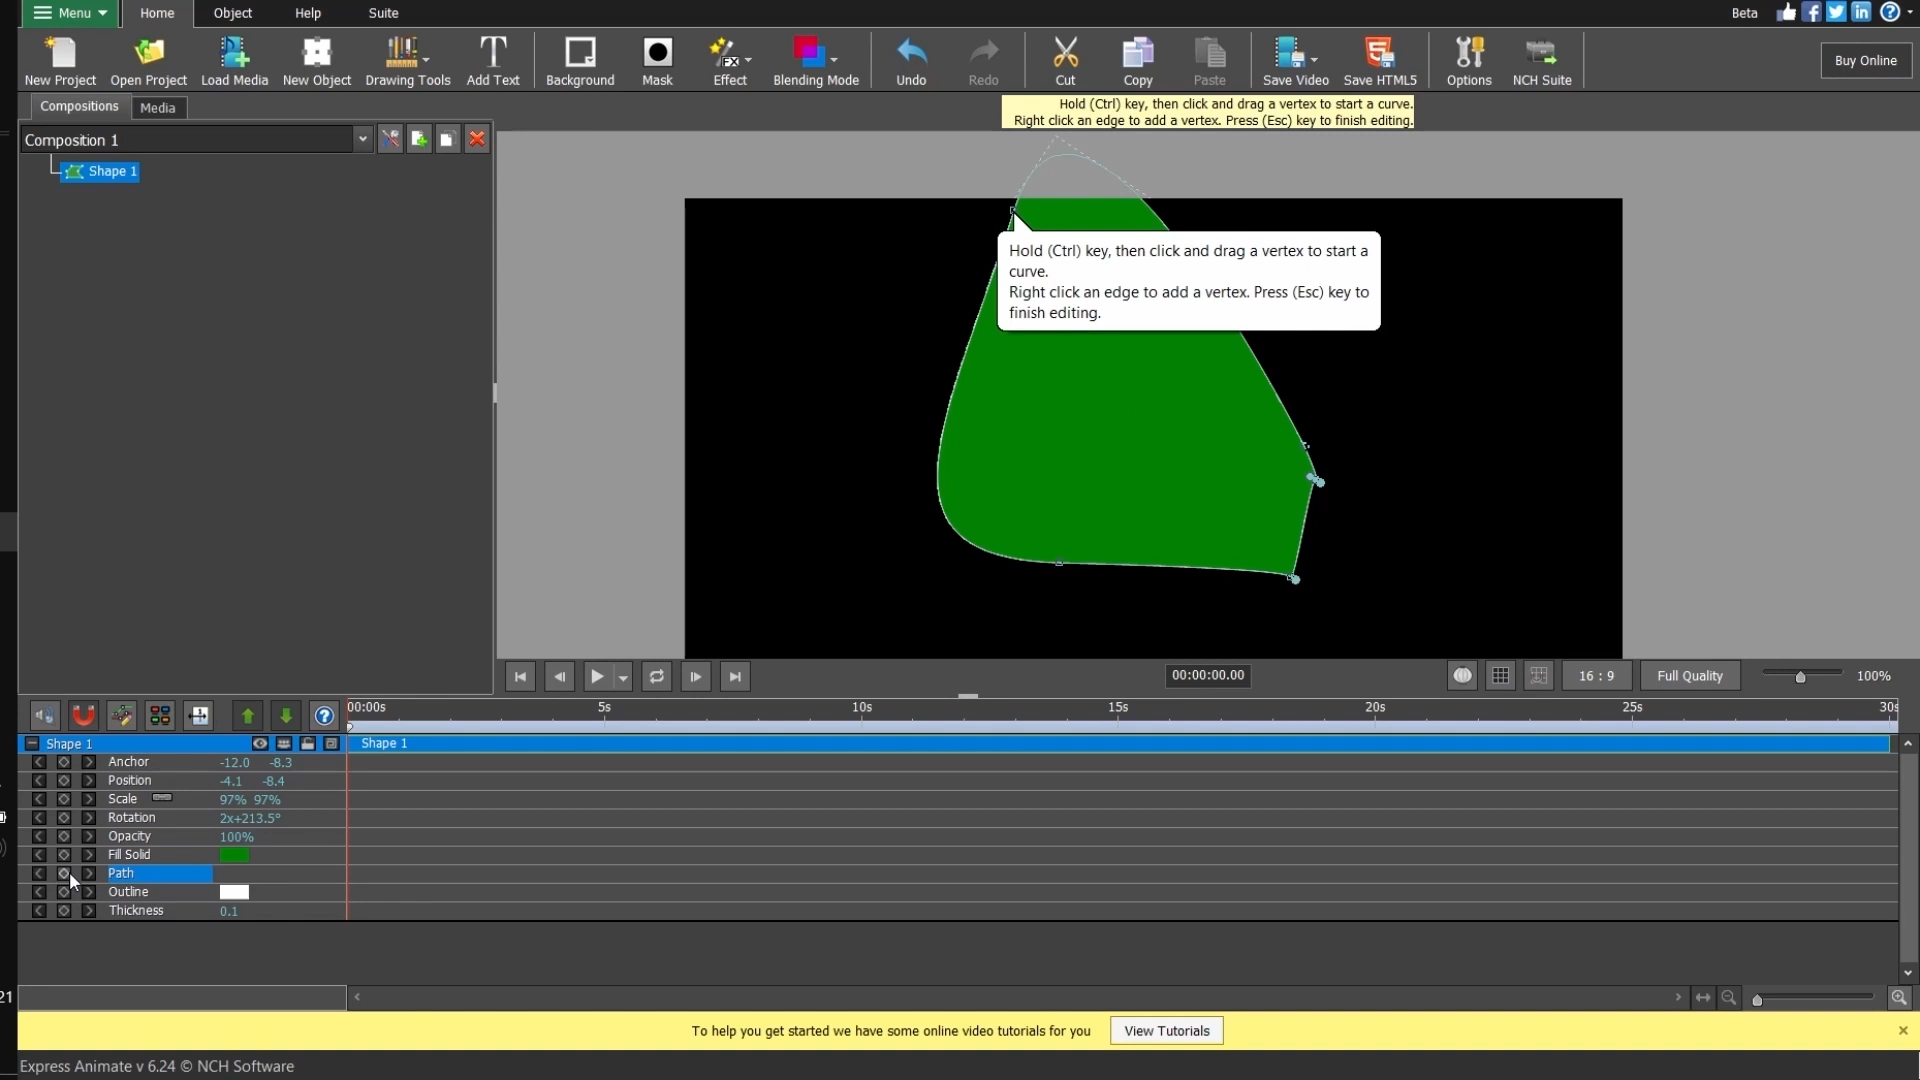 Menu
Home
Object
Help
Suite
Beta
New Project
Open Project
Load Media
New Object
Drawing Tools
Add Text
Background
Mask
FX
Effect
Blending Mode
Undo
Redo
Cut
Copy
Paste
Save Video
Save HTML5
Options
NCH Suite
Buy Online
Compositions
Media
Hold (Ctrl) key, then click and drag a vertex to start a curve.
Right click an edge to add a vertex. Press (Esc) key to finish editing.
Composition 1
Shape 1
Hold (Ctrl) key, then click and drag a vertex to start a
curve.
Right click an edge to add a vertex. Press (Esc) key to
finish editing.
00:00:00.00
16 : 9
Full Quality
100%
00:00s
5s
10s
15s
20s
25s
30s
Shape 1
Shape 1
Anchor -12.0 -8.3
Position -4.1 -8.4
Scale 97% 97%
Rotation 2x+213.5°
Opacity 100%
Fill Solid
Path
Outline
Thickness 0.1
21
To help you get started we have some online video tutorials for you
View Tutorials
Express Animate v 6.24 © NCH Software